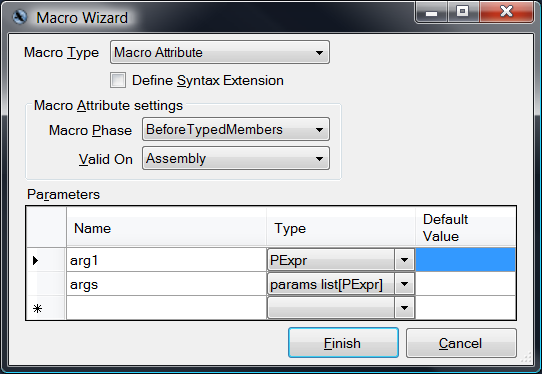 Macro Wizard
Macro Type Macro Attribute
Define Syntax Extension
Macro Attribute settings
Macro Phase BeforeTypedMembers
Valid On Assembly
Parameters
Name Type Default Value
arg1 PExpr
args params list[PExpr]
Finish Cancel